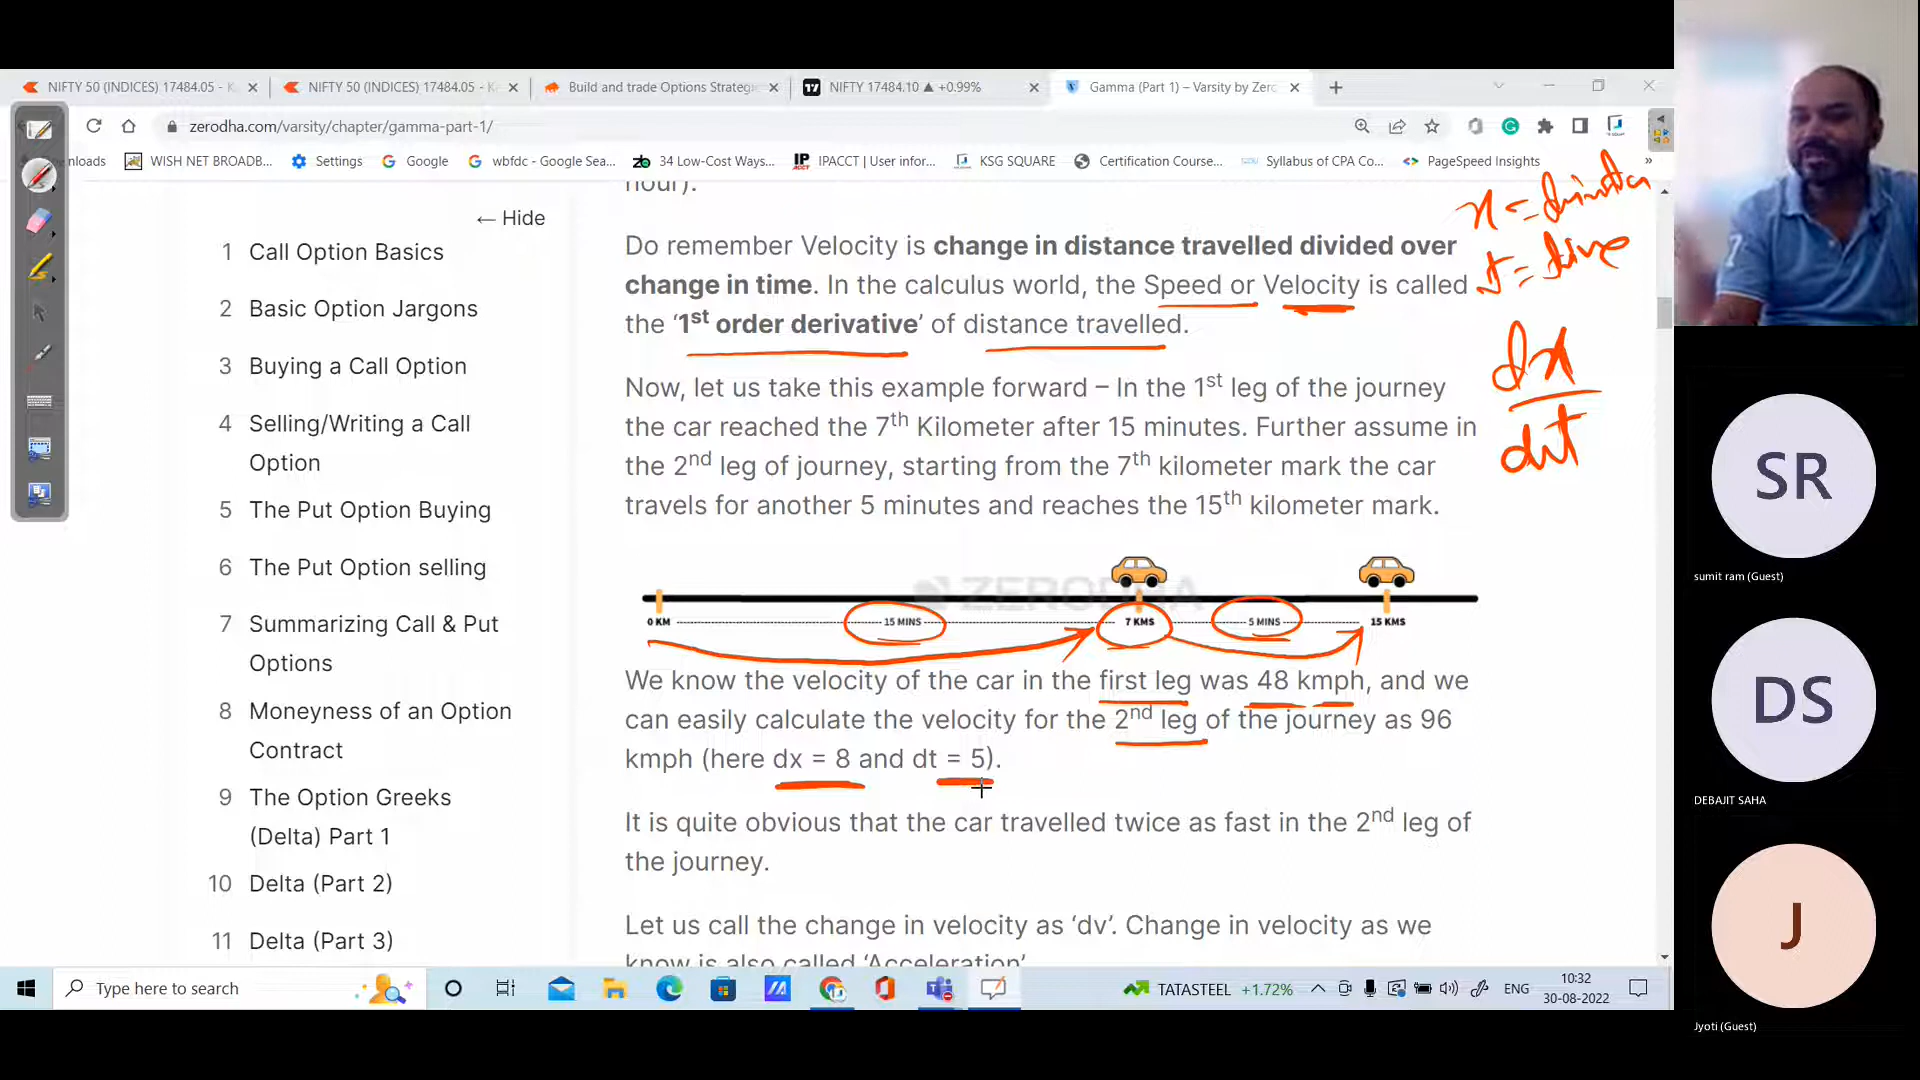 NIFTY 50 (INDICES) 17484.05 - K
NIFTY 50 (INDICES) 17484.05 - K
Build and trade Options Strateg
NIFTY 17484.10 ▲ +0.99%
Gamma (Part 1) – Varsity by Zer
zerodha.com/varsity/chapter/gamma-part-1/
wnloads
WISH NET BROADB...
Settings
Google
wbfdc - Google Sea...
34 Low-Cost Ways...
IPACCT | User infor...
KSG SQUARE
Certification Course...
Syllabus of CPA Co...
PageSpeed Insights
»
← Hide
1 Call Option Basics
2 Basic Option Jargons
3 Buying a Call Option
4 Selling/Writing a Call
Option
5 The Put Option Buying
6 The Put Option selling
7 Summarizing Call & Put
Options
8 Moneyness of an Option
Contract
9 The Option Greeks
(Delta) Part 1
10 Delta (Part 2)
11 Delta (Part 3)
hour).
Do remember Velocity is change in distance travelled divided over
change in time. In the calculus world, the Speed or Velocity is called
the ‘1st order derivative’ of distance travelled.
Now, let us take this example forward – In the 1st leg of the journey
the car reached the 7th Kilometer after 15 minutes. Further assume in
the 2nd leg of journey, starting from the 7th kilometer mark the car
travels for another 5 minutes and reaches the 15th kilometer mark.
ZERODHA
0 KM 15 MINS 7 KMS 5 MINS 15 KMS
We know the velocity of the car in the first leg was 48 kmph, and we
can easily calculate the velocity for the 2nd leg of the journey as 96
kmph (here dx = 8 and dt = 5).
It is quite obvious that the car travelled twice as fast in the 2nd leg of
the journey.
Let us call the change in velocity as ‘dv’. Change in velocity as we
know is also called ‘Acceleration’
x =
t = time
dx
dt
SR
sumit ram (Guest)
DS
DEBAJIT SAHA
J
Jyoti (Guest)
Type here to search
TATASTEEL +1.72%
ENG
10:32
30-08-2022